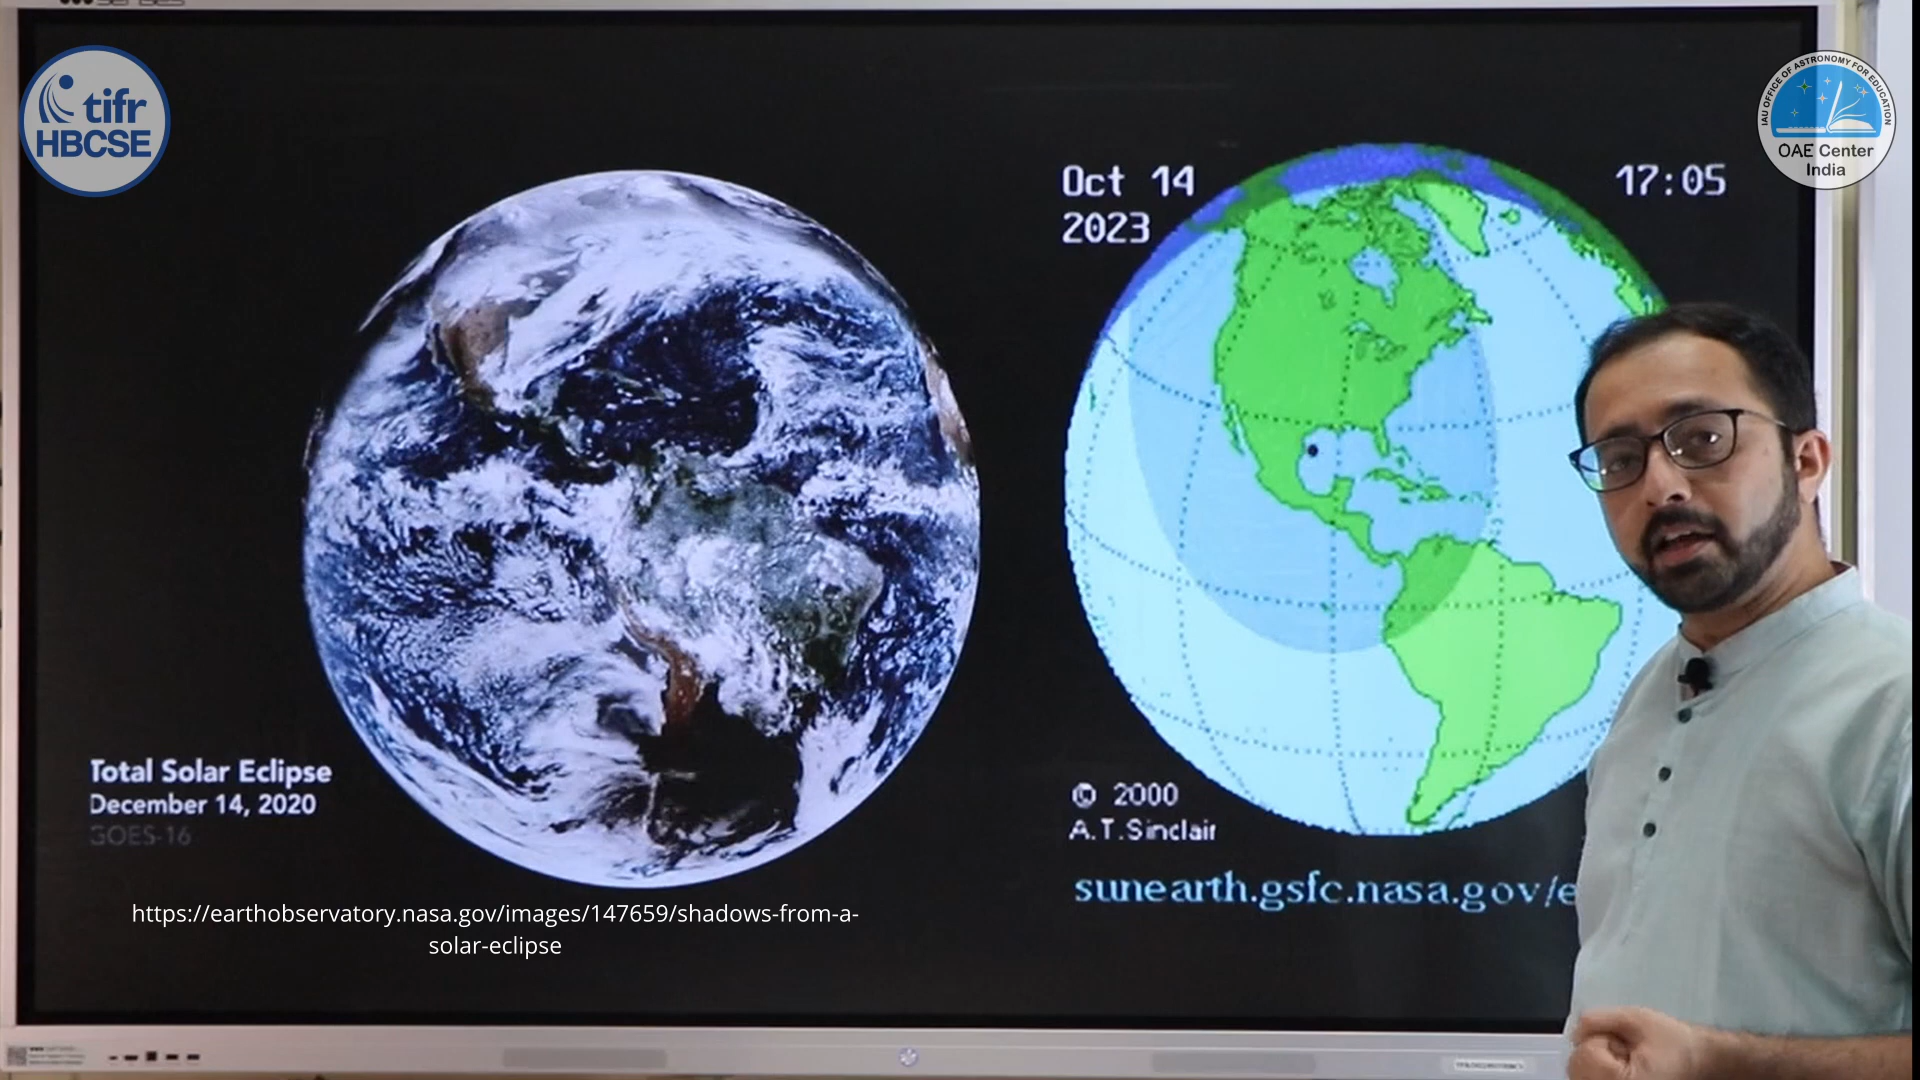 tifr
HBCSE
IAU OFFICE OF ASTRONOMY FOR EDUCATION
OAE Center
India
Oct 14
2023
17:05
Total Solar Eclipse
December 14, 2020
GOES-16
© 2000
A.T.Sinclair
sunearth.gsfc.nasa.gov/e
https://earthobservatory.nasa.gov/images/147659/shadows-from-a-
solar-eclipse